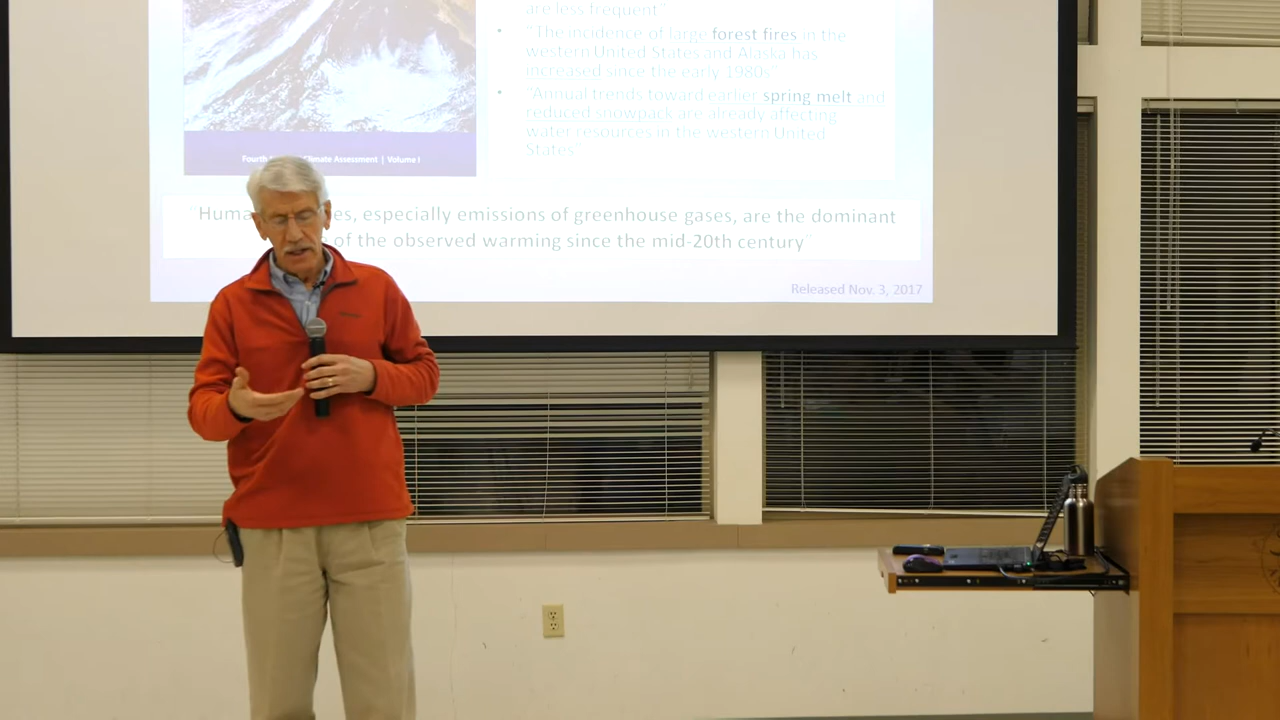 are less frequent"
• "The incidence of large forest fires in the
western United States and Alaska has
increased since the early 1980s"
• "Annual trends toward earlier spring melt and
reduced snowpack are already affecting
water resources in the western United
States"
Fourth Climate Assessment | Volume I
"Huma es, especially emissions of greenhouse gases, are the dominant
of the observed warming since the mid-20th century"
Released Nov. 3, 2017